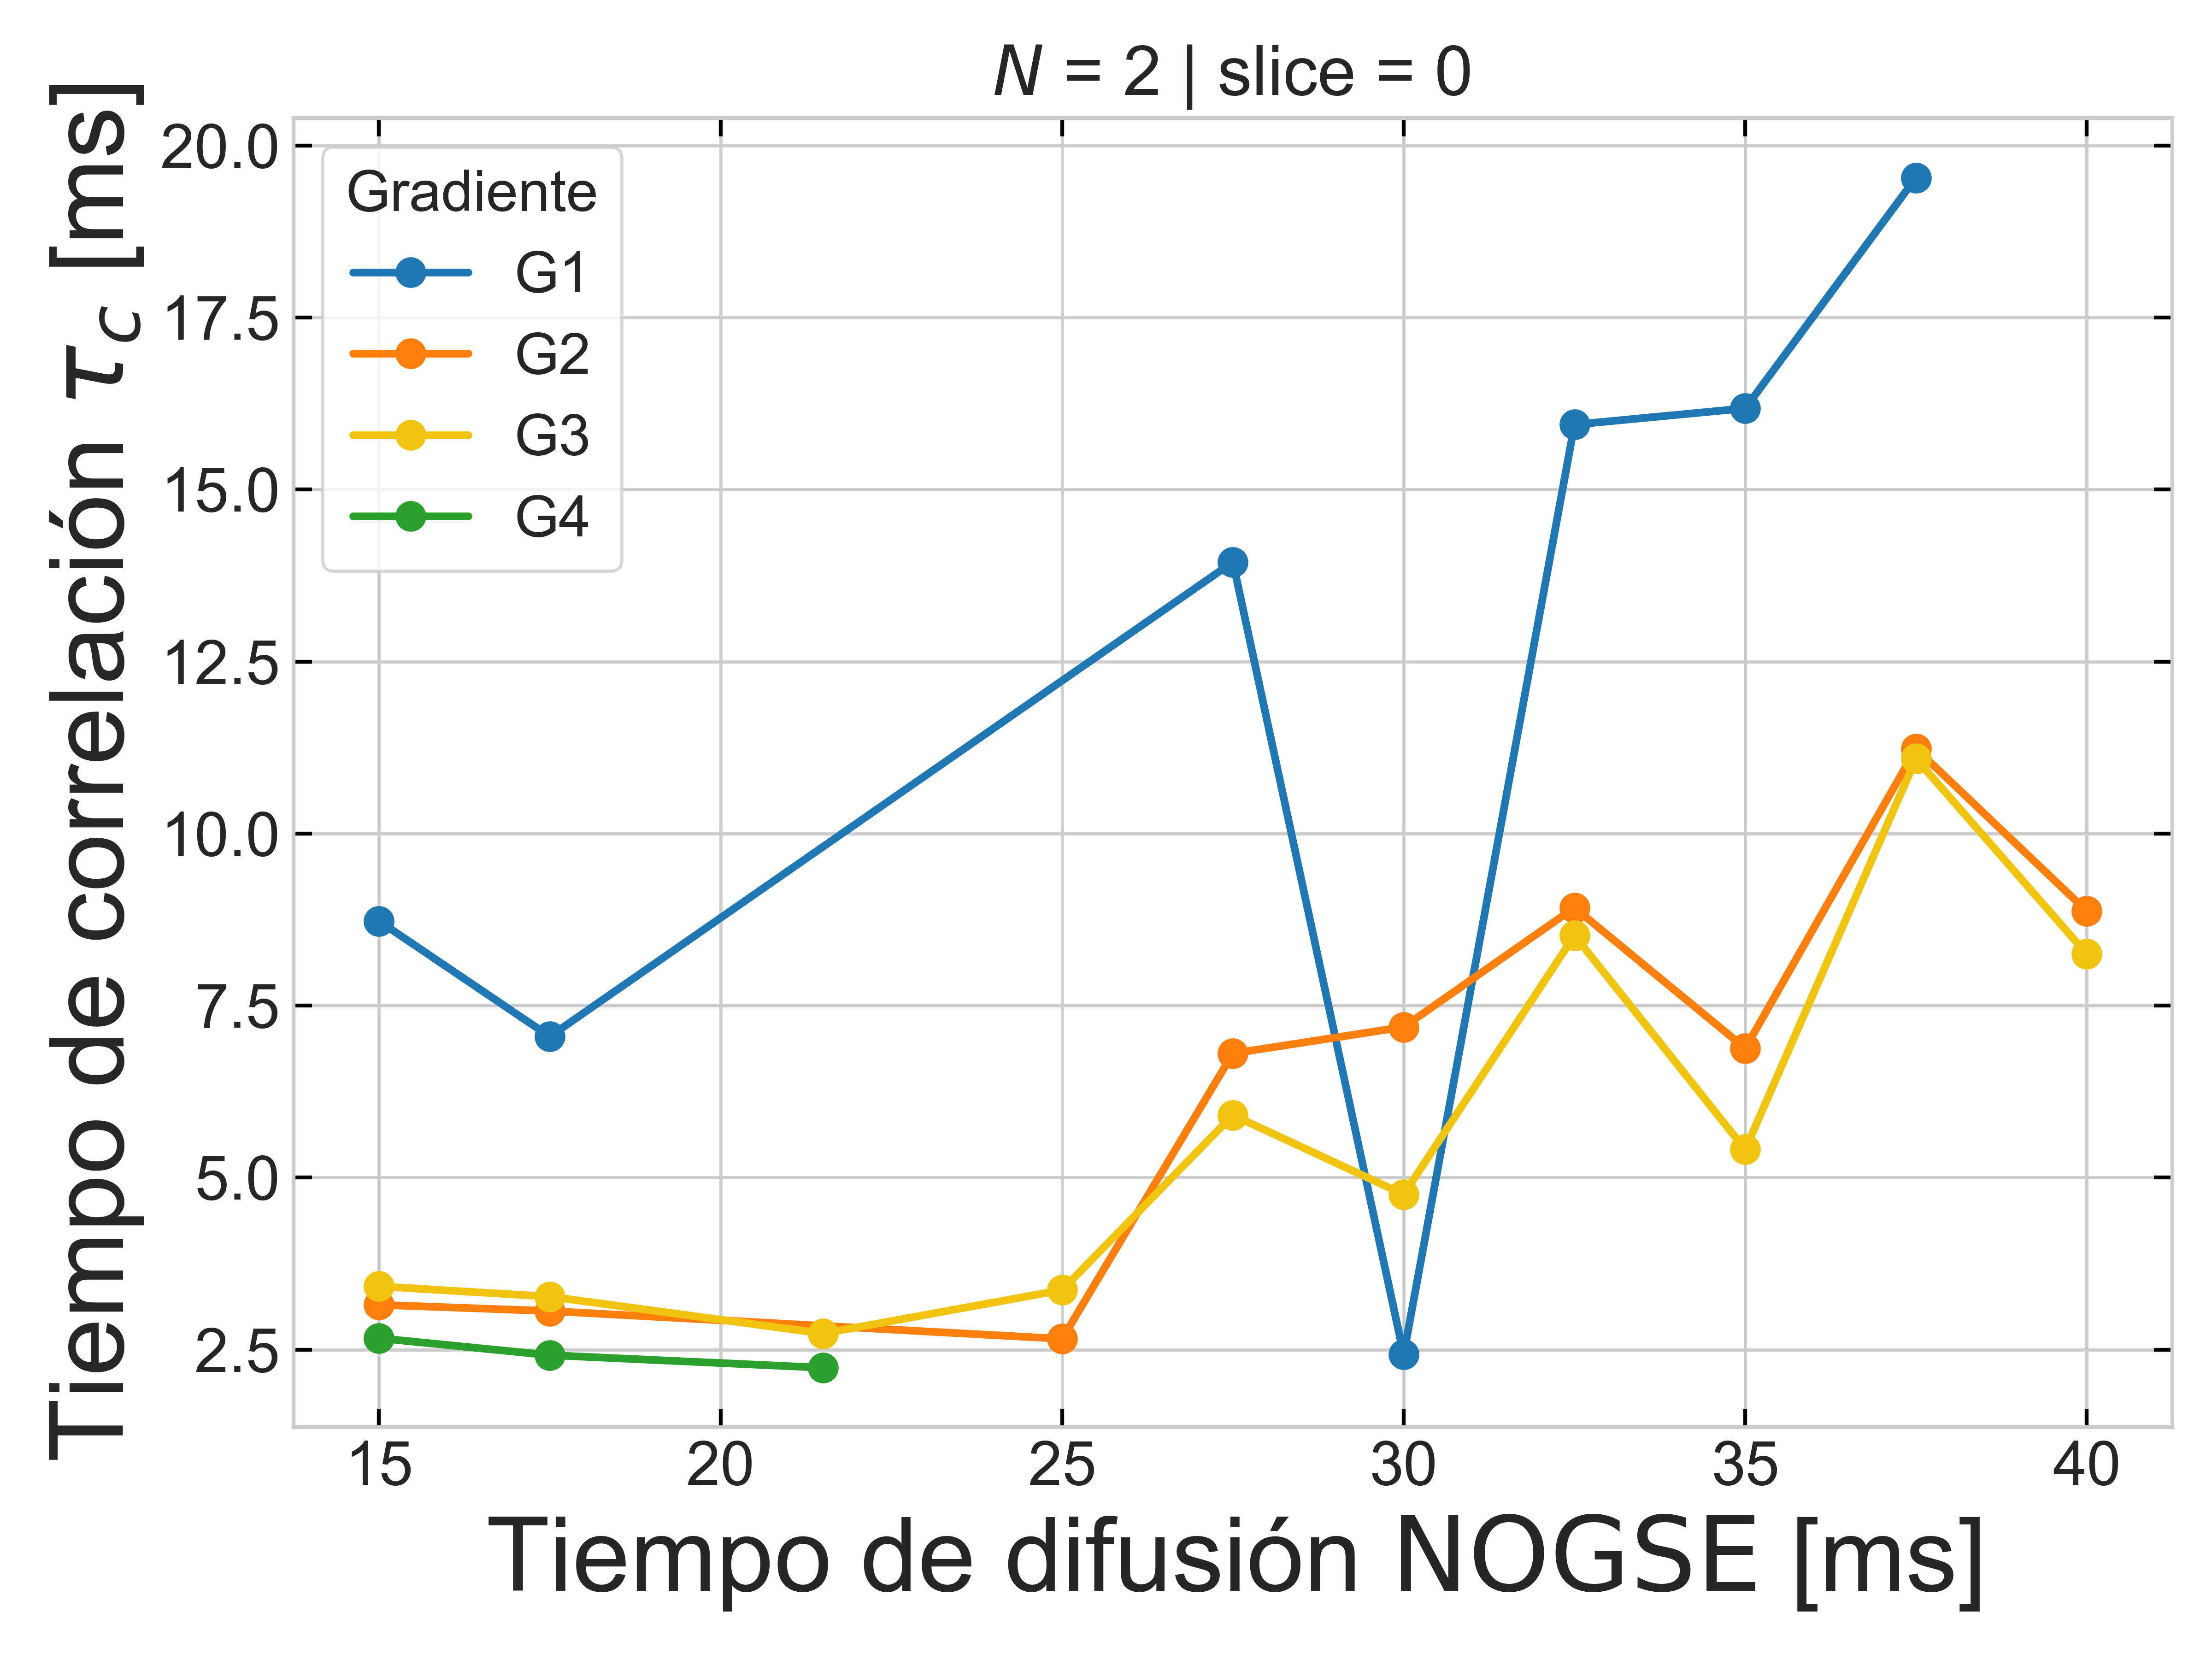 N = 2 | slice = 0
Tiempo de correlación τc [ms]
20.0
17.5
15.0
12.5
10.0
7.5
5.0
2.5
Gradiente
G1
G2
G3
G4
15 20 25 30 35 40
Tiempo de difusión NOGSE [ms]